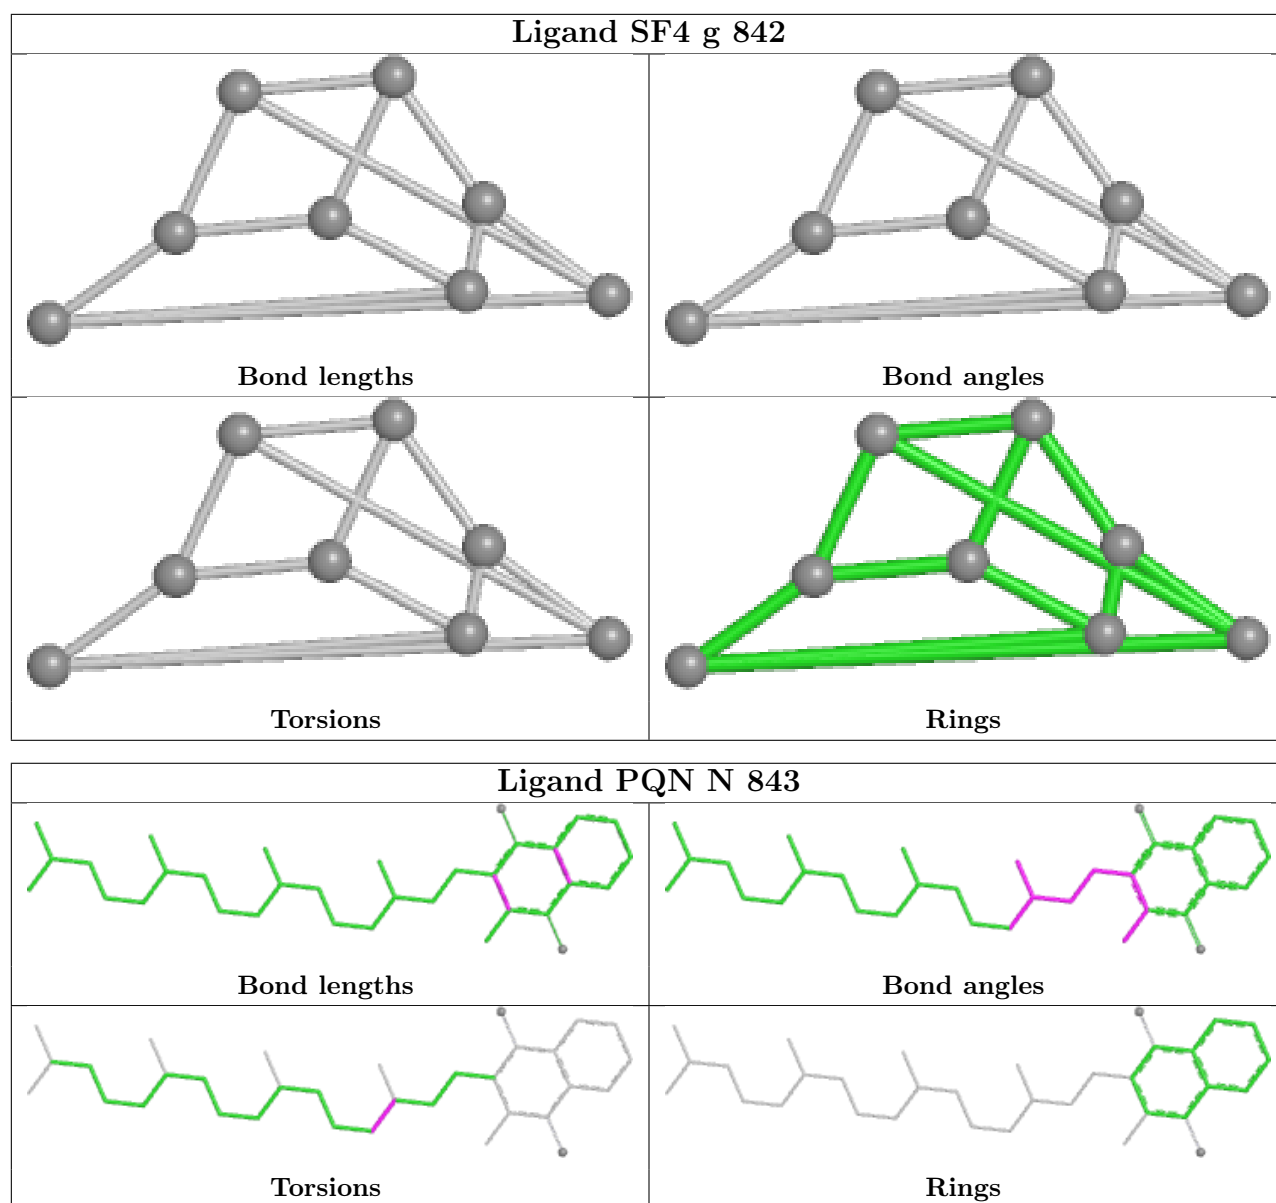 Ligand SF4 g 842
Bond lengths
Bond angles
Torsions
Rings
Ligand PQN N 843
Bond lengths
Bond angles
Torsions
Rings